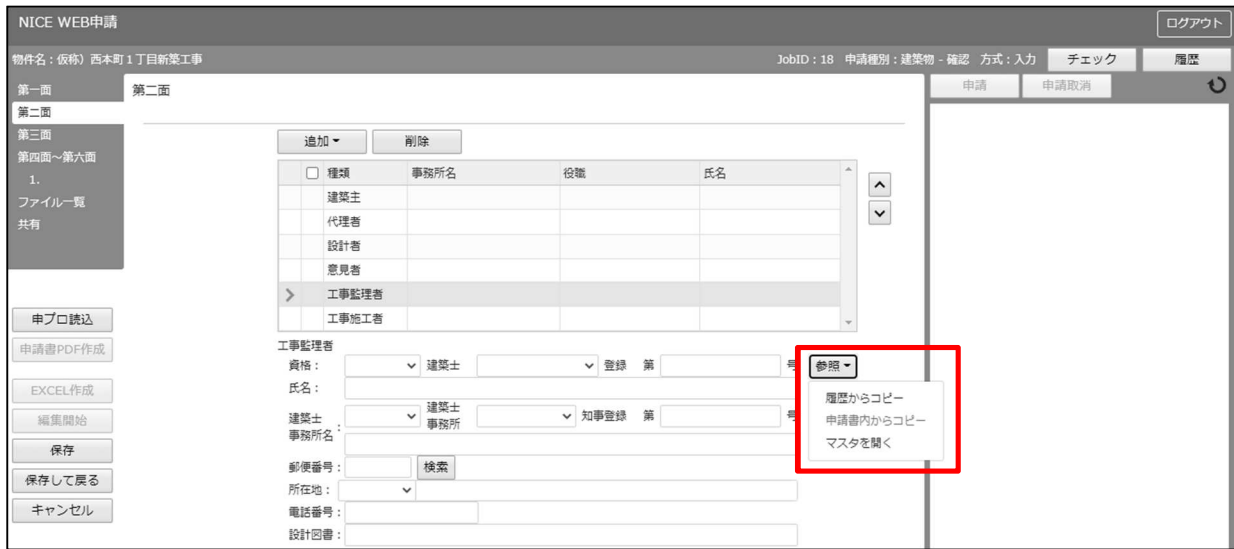 NICE WEB申請
ログアウト
物件名：仮称）西本町１丁目新築工事
JobID：18 申請種別：建築物 - 確認 方式：入力
チェック
履歴
第一面
第二面
第三面
第四面～第六面
1.
ファイル一覧
共有
申プロ読込
申請書PDF作成
EXCEL作成
編集開始
保存
保存して戻る
キャンセル
第二面
追加
削除
種類 事務所名 役職 氏名
建築主
代理者
設計者
意見者
工事監理者
工事施工者
工事監理者
資格： 建築士 登録 第 号
氏名：
建築士事務所名： 建築士事務所 知事登録 第 号
郵便番号： 検索
所在地：
電話番号：
設計図書：
参照
履歴からコピー
申請書内からコピー
マスタを開く
申請
申請取消